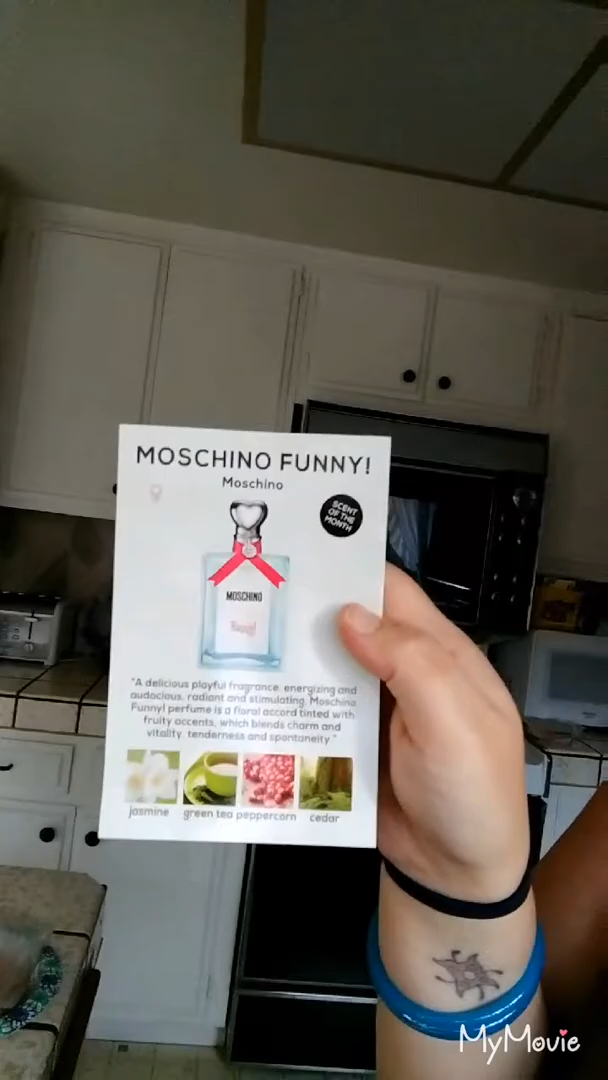 MOSCHINO FUNNY!
Moschino
SCENT
OF THE
MONTH
MOSCHINO
Funny!
"A delicious playful fragrance, energizing and
audacious, radiant and stimulating. Moschino
Funny! perfume is a floral accord tinted with
fruity accents, which blends charm and
vitality, tenderness and spontaneity."
jasmine green tea peppercorn cedar
MyMovie